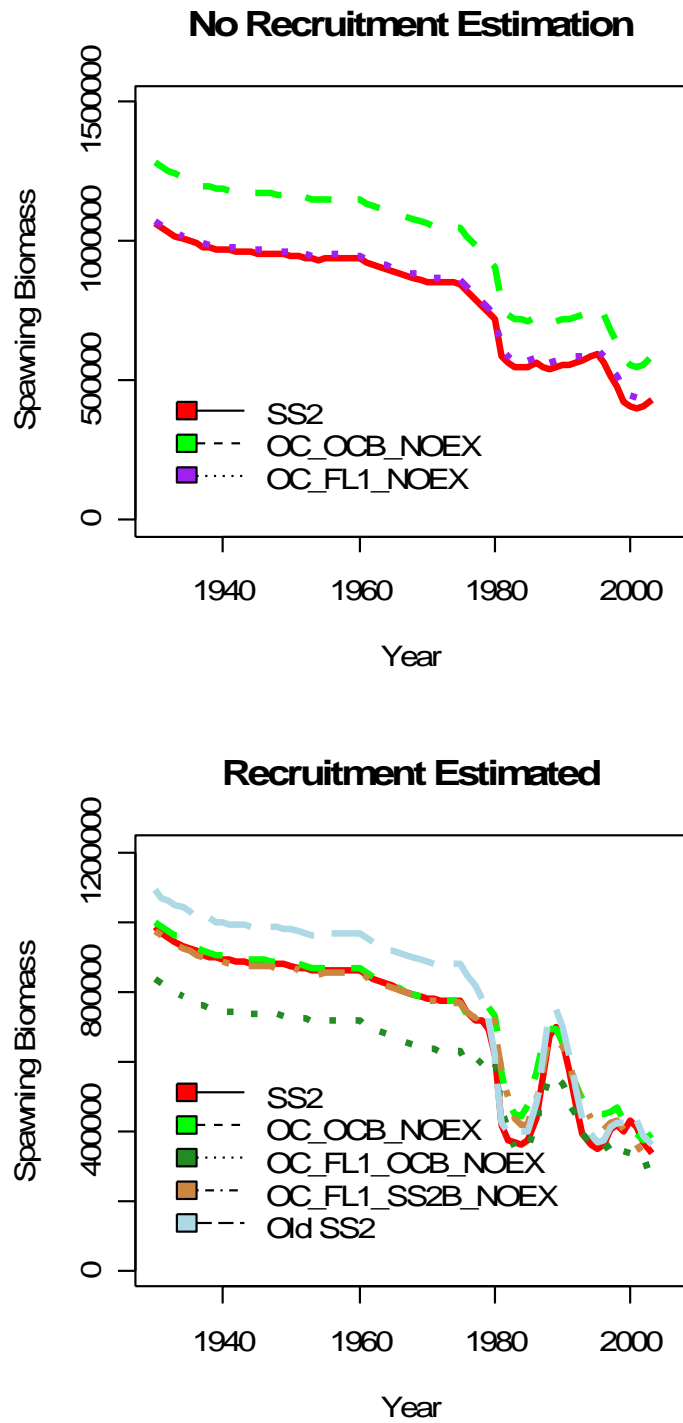 No Recruitment Estimation
1500000
1000000
500000
0
Spawning Biomass
SS2
OC_OCB_NOEX
OC_FL1_NOEX
1940 1960 1980 2000
Year
Recruitment Estimated
1200000
800000
400000
0
Spawning Biomass
SS2
OC_OCB_NOEX
OC_FL1_OCB_NOEX
OC_FL1_SS2B_NOEX
Old SS2
1940 1960 1980 2000
Year